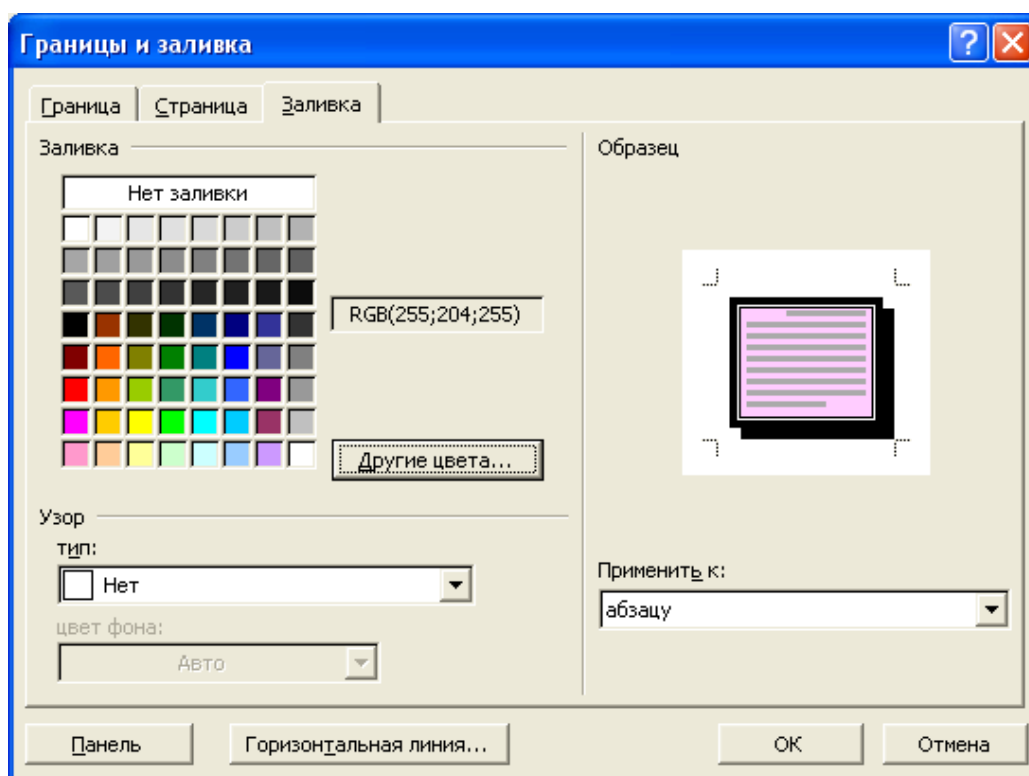 Границы и заливка
Граница Страница Заливка
Заливка
Нет заливки
RGB(255;204;255)
Другие цвета...
Узор
тип:
Нет
цвет фона:
Авто
Образец
Применить к:
абзацу
Панель Горизонтальная линия... ОК Отмена